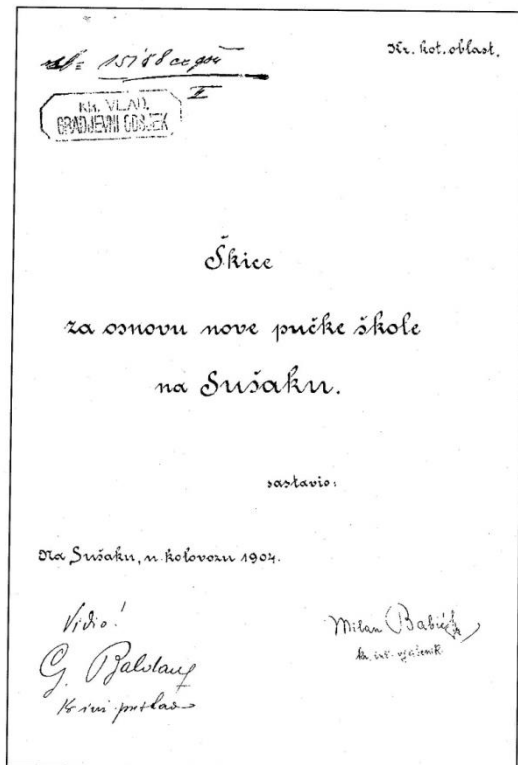 Kr. kot. oblast.
KR. VLAD.
GRADJEVNI ODSJEK
II
Škice
za osnovu nove pučke škole
na Sušaku.
sastavio:
Na Sušaku, u kolovozu 1904.
Vidio!
Milan Babić
G.